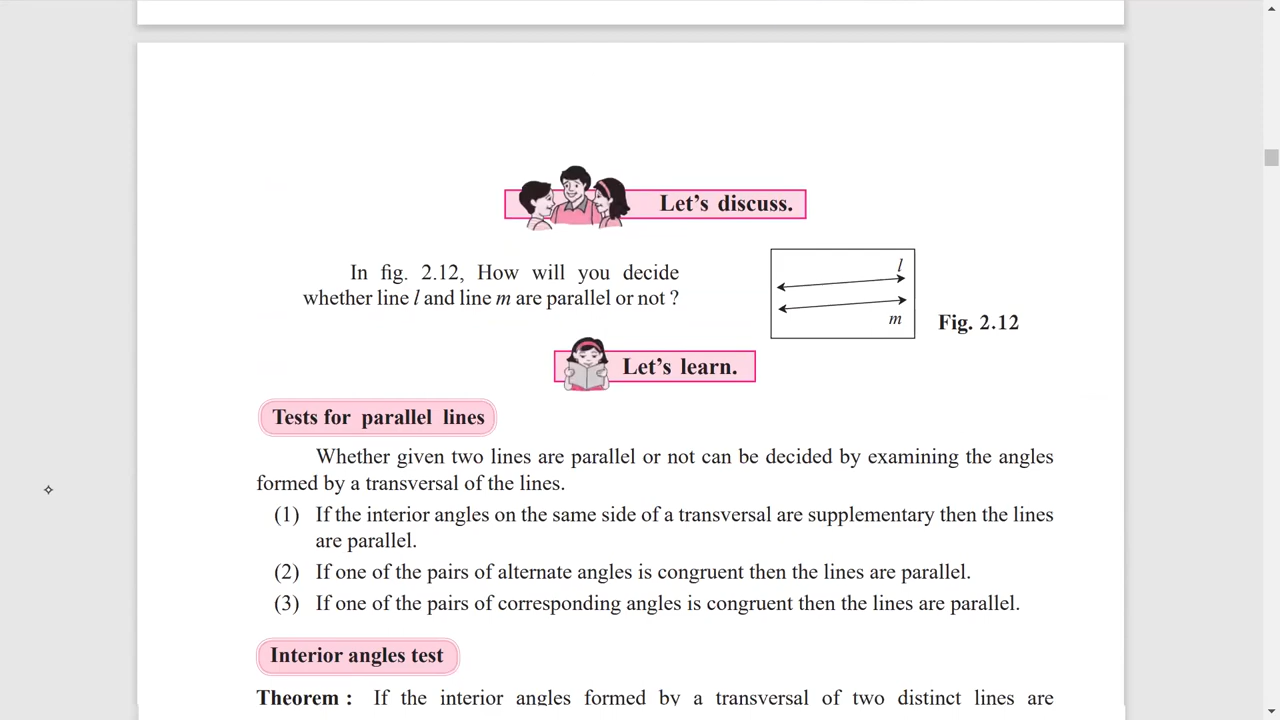 Let’s discuss.
In fig. 2.12, How will you decide
whether line l and line m are parallel or not ?
l
m
Fig. 2.12
Let’s learn.
Tests for parallel lines
Whether given two lines are parallel or not can be decided by examining the angles
formed by a transversal of the lines.
(1) If the interior angles on the same side of a transversal are supplementary then the lines
are parallel.
(2) If one of the pairs of alternate angles is congruent then the lines are parallel.
(3) If one of the pairs of corresponding angles is congruent then the lines are parallel.
Interior angles test
Theorem : If the interior angles formed by a transversal of two distinct lines are